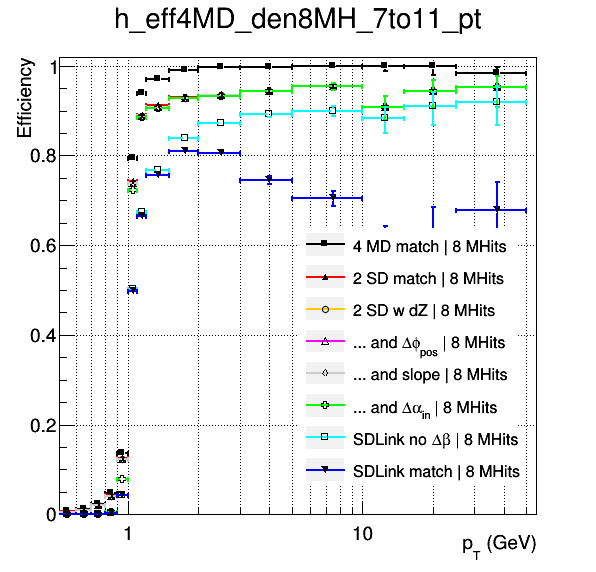 h_eff4MD_den8MH_7to11_pt
Efficiency
1
0.8
0.6
0.4
0.2
0
4 MD match | 8 MHits
2 SD match | 8 MHits
2 SD w dZ | 8 MHits
... and Δϕpos | 8 MHits
... and slope | 8 MHits
... and Δαin | 8 MHits
SDLink no Δβ | 8 MHits
SDLink match | 8 MHits
1 10
pT (GeV)